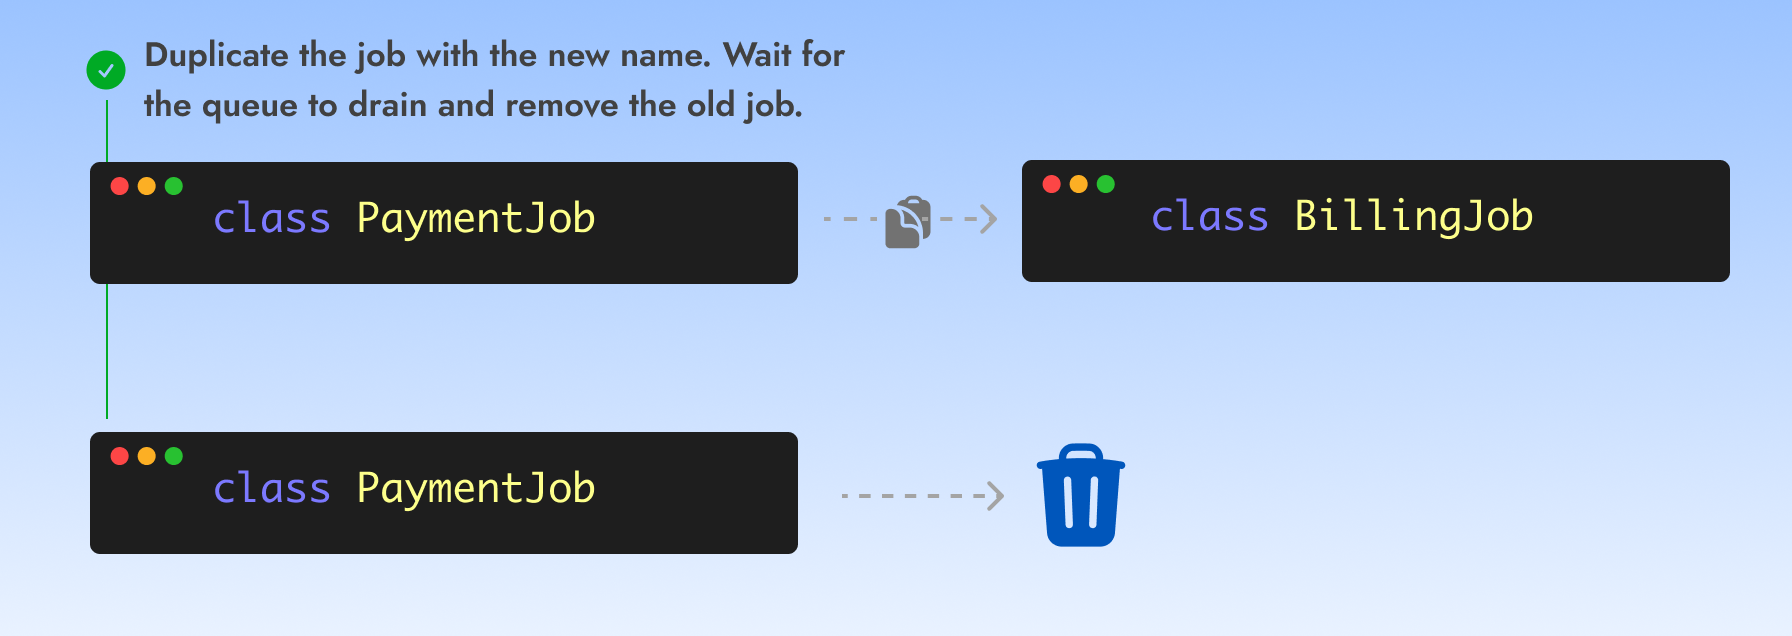 Duplicate the job with the new name. Wait for
the queue to drain and remove the old job.
class PaymentJob
class BillingJob
class PaymentJob